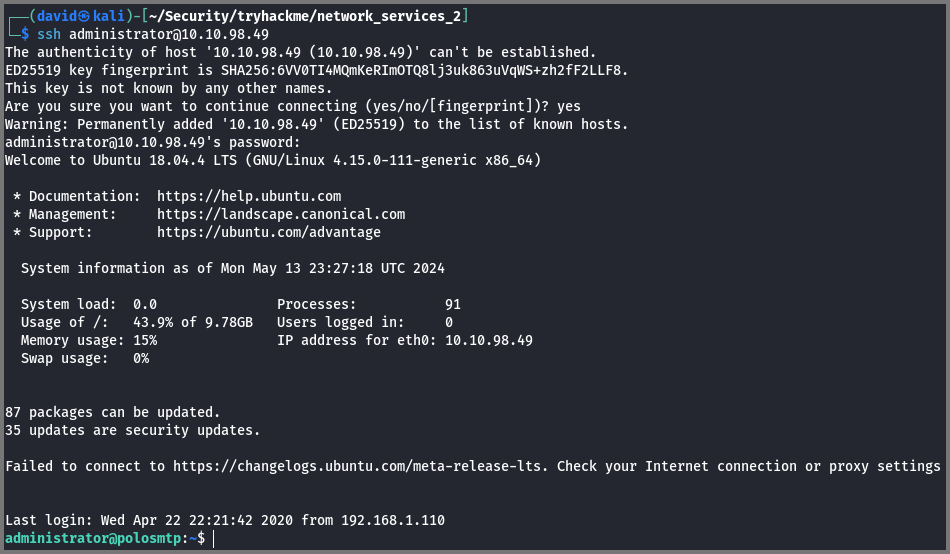 ┌──(david㉿kali)-[~/Security/tryhackme/network_services_2]
└─$ ssh administrator@10.10.98.49
The authenticity of host '10.10.98.49 (10.10.98.49)' can't be established.
ED25519 key fingerprint is SHA256:6VV0TI4MQmKeRImOTQ8lj3uk863uVqWS+zh2fF2LLF8.
This key is not known by any other names.
Are you sure you want to continue connecting (yes/no/[fingerprint])? yes
Warning: Permanently added '10.10.98.49' (ED25519) to the list of known hosts.
administrator@10.10.98.49's password:
Welcome to Ubuntu 18.04.4 LTS (GNU/Linux 4.15.0-111-generic x86_64)

 * Documentation:  https://help.ubuntu.com
 * Management:     https://landscape.canonical.com
 * Support:        https://ubuntu.com/advantage

  System information as of Mon May 13 23:27:18 UTC 2024

  System load:  0.0               Processes:           91
  Usage of /:   43.9% of 9.78GB   Users logged in:     0
  Memory usage: 15%               IP address for eth0: 10.10.98.49
  Swap usage:   0%

87 packages can be updated.
35 updates are security updates.

Failed to connect to https://changelogs.ubuntu.com/meta-release-lts. Check your Internet connection or proxy settings

Last login: Wed Apr 22 22:21:42 2020 from 192.168.1.110
administrator@polosmtp:~$